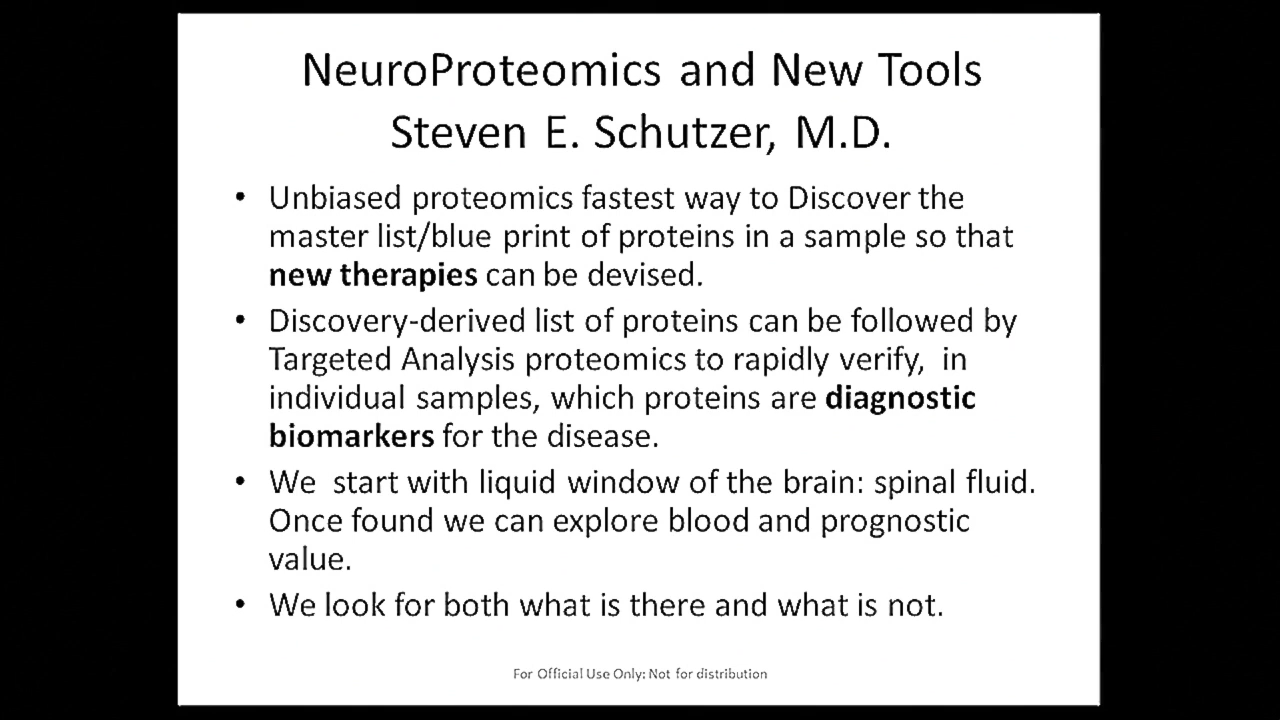 NeuroProteomics and New Tools
Steven E. Schutzer, M.D.
• Unbiased proteomics fastest way to Discover the
master list/blue print of proteins in a sample so that
new therapies can be devised.
• Discovery-derived list of proteins can be followed by
Targeted Analysis proteomics to rapidly verify,  in
individual samples, which proteins are diagnostic
biomarkers for the disease.
• We  start with liquid window of the brain: spinal fluid.
Once found we can explore blood and prognostic
value.
• We look for both what is there and what is not.
For Official Use Only: Not for distribution